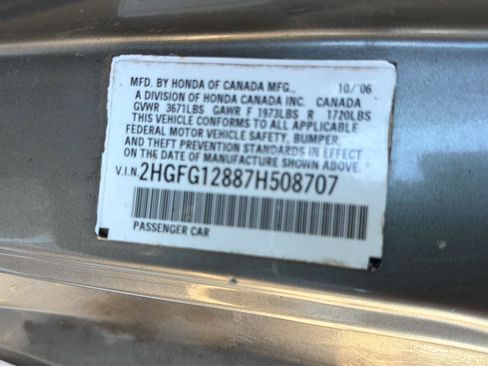 MFD. BY HONDA OF CANADA MFG., 10/'06
A DIVISION OF HONDA CANADA INC. CANADA
GVWR 3671LBS GAWR F 1973LBS R 1720LBS
THIS VEHICLE CONFORMS TO ALL APPLICABLE
FEDERAL MOTOR VEHICLE SAFETY, BUMPER,
AND THEFT PREVENTION STANDARDS IN EFFECT
ON THE DATE OF MANUFACTURE SHOWN ABOVE.
V.I.N. 2HGFG12887H508707
PASSENGER CAR